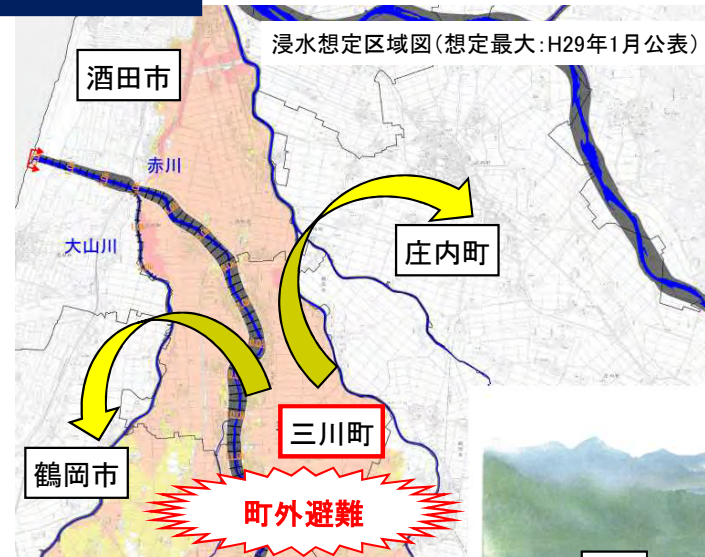 浸水想定区域図(想定最大:H29年1月公表)
酒田市
赤川
大山川
庄内町
三川町
鶴岡市
町外避難